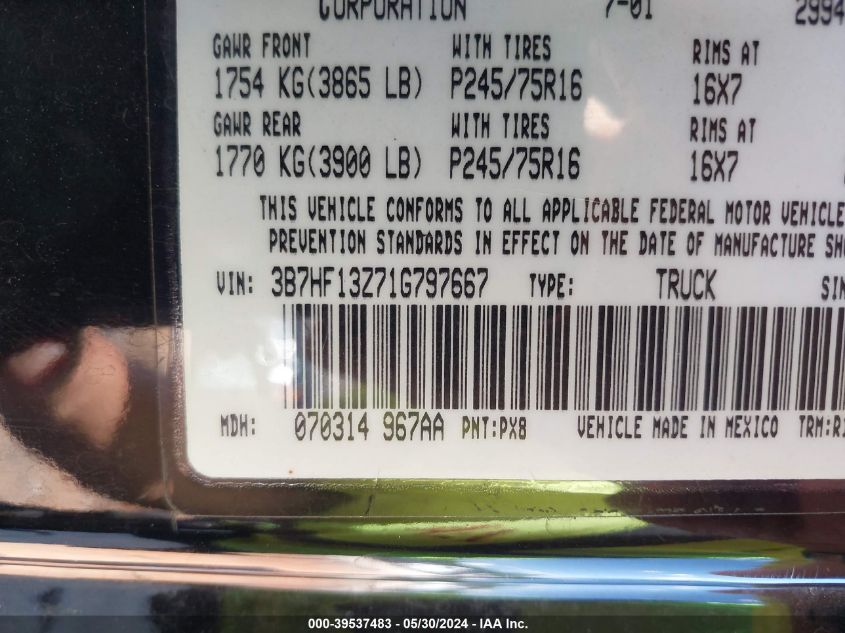 CORPORATION 7-01 2994
GAWR FRONT WITH TIRES RIMS AT
1754 KG(3865 LB) P245/75R16 16X7
GAWR REAR WITH TIRES RIMS AT
1770 KG(3900 LB) P245/75R16 16X7
THIS VEHICLE CONFORMS TO ALL APPLICABLE FEDERAL MOTOR VEHICLE
PREVENTION STANDARDS IN EFFECT ON THE DATE OF MANUFACTURE SH
VIN: 3B7HF13Z71G797667 TYPE: TRUCK SIN
MDH: 070314 967AA PNT:PX8 VEHICLE MADE IN MEXICO TRM:R
000-39537483 - 05/30/2024 - IAA Inc.